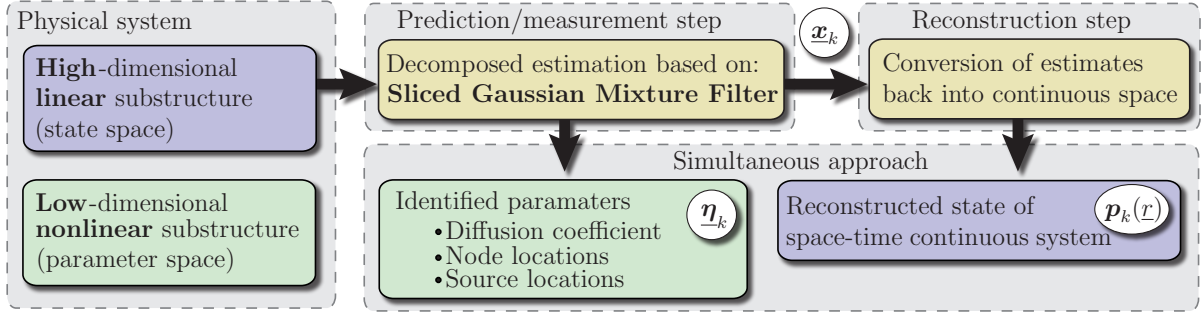 Physical system
High-dimensional
linear substructure
(state space)
Low-dimensional
nonlinear substructure
(parameter space)
Prediction/measurement step
Decomposed estimation based on:
Sliced Gaussian Mixture Filter
x_k
Reconstruction step
Conversion of estimates
back into continuous space
Simultaneous approach
Identified paramaters
•Diffusion coefficient
•Node locations
•Source locations
η_k
Reconstructed state of
space-time continuous system
p_k(r)